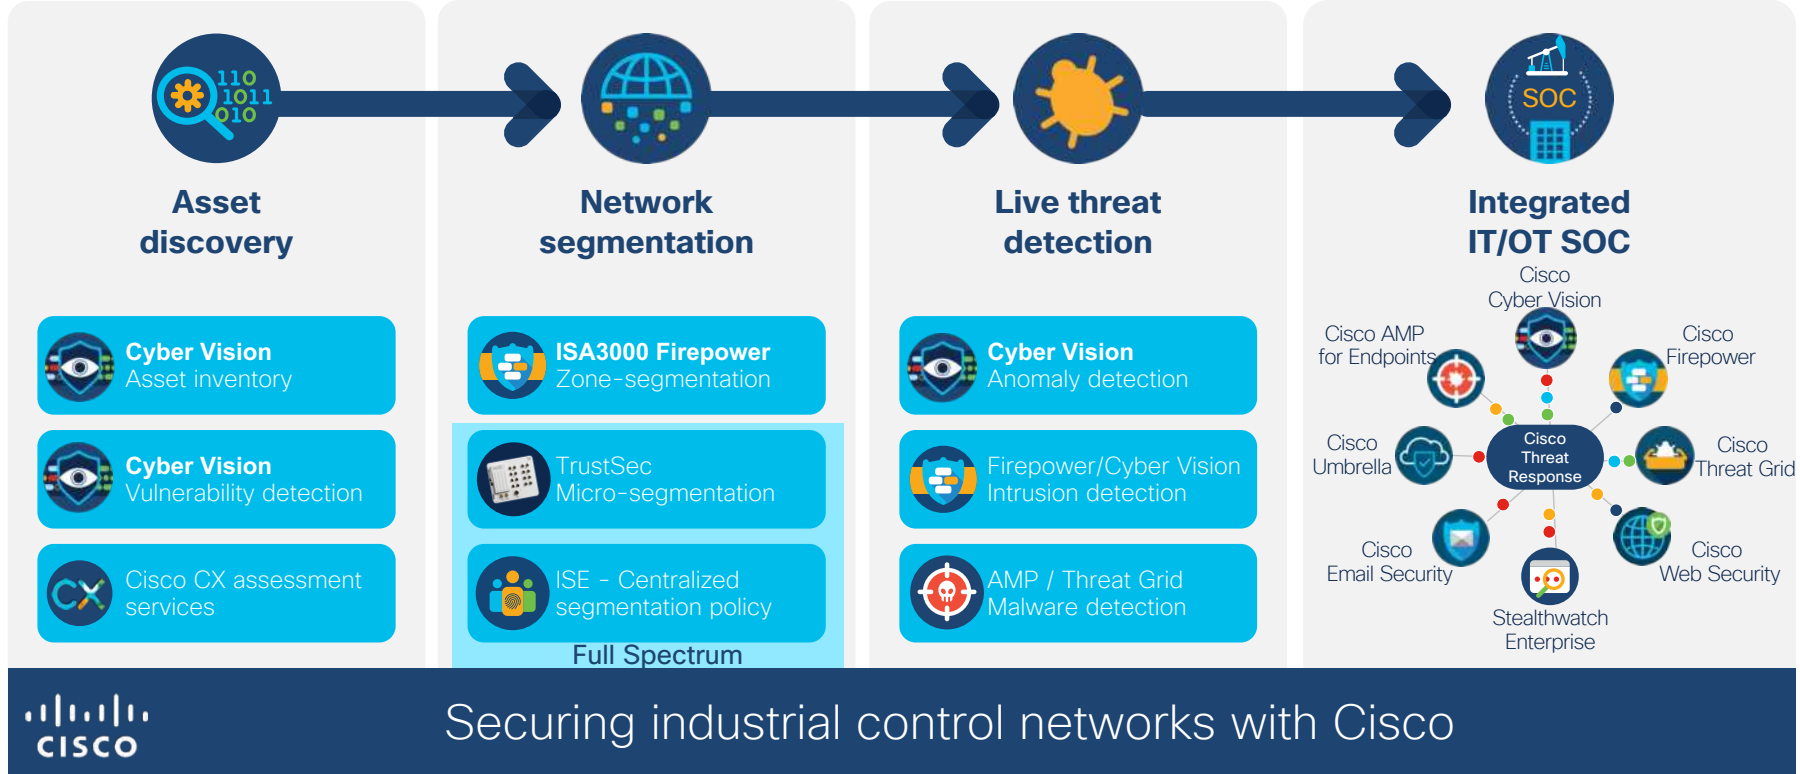 110
1011
010
SOC
Asset
discovery
Network
segmentation
Live threat
detection
Integrated
IT/OT SOC
Cyber Vision
Asset inventory
Cyber Vision
Vulnerability detection
CX
Cisco CX assessment
services
ISA3000 Firepower
Zone-segmentation
TrustSec
Micro-segmentation
ISE - Centralized
segmentation policy
Full Spectrum
Cyber Vision
Anomaly detection
Firepower/Cyber Vision
Intrusion detection
AMP / Threat Grid
Malware detection
Cisco
Cyber Vision
Cisco AMP
for Endpoints
Cisco
Firepower
Cisco
Umbrella
Cisco
Threat
Response
Cisco
Threat Grid
Cisco
Email Security
Cisco
Web Security
Stealthwatch
Enterprise
CISCO
Securing industrial control networks with Cisco